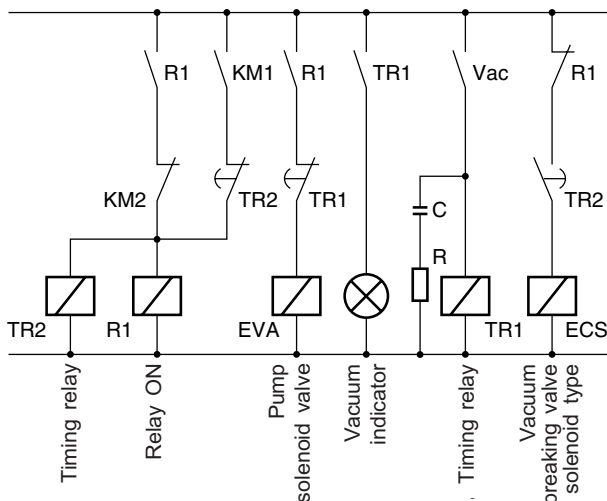 R1
KM1
R1
TR1
Vac
R1
KM2
TR2
TR1
C
TR2
R
TR2
R1
EVA
TR1
ECS
Timing relay
Relay ON
Pump
solenoid valve
Vacuum
indicator
Timing relay
Vacuum
breaking valve
solenoid type